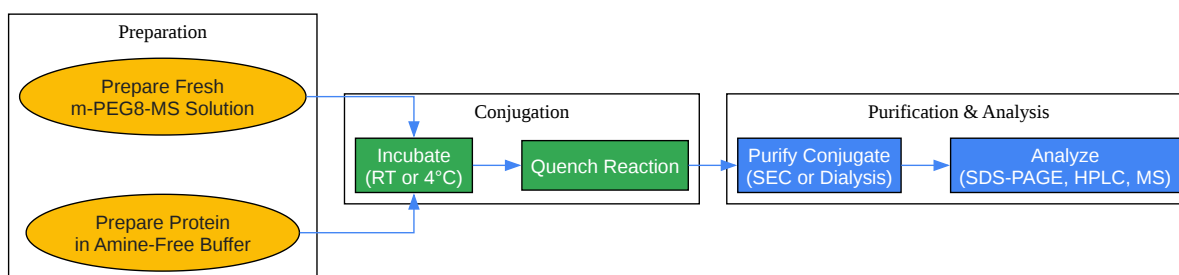 Preparation
Prepare Fresh
m-PEG8-MS Solution
Prepare Protein
in Amine-Free Buffer
Conjugation
Incubate
(RT or 4°C)
Quench Reaction
Purification & Analysis
Purify Conjugate
(SEC or Dialysis)
Analyze
(SDS-PAGE, HPLC, MS)